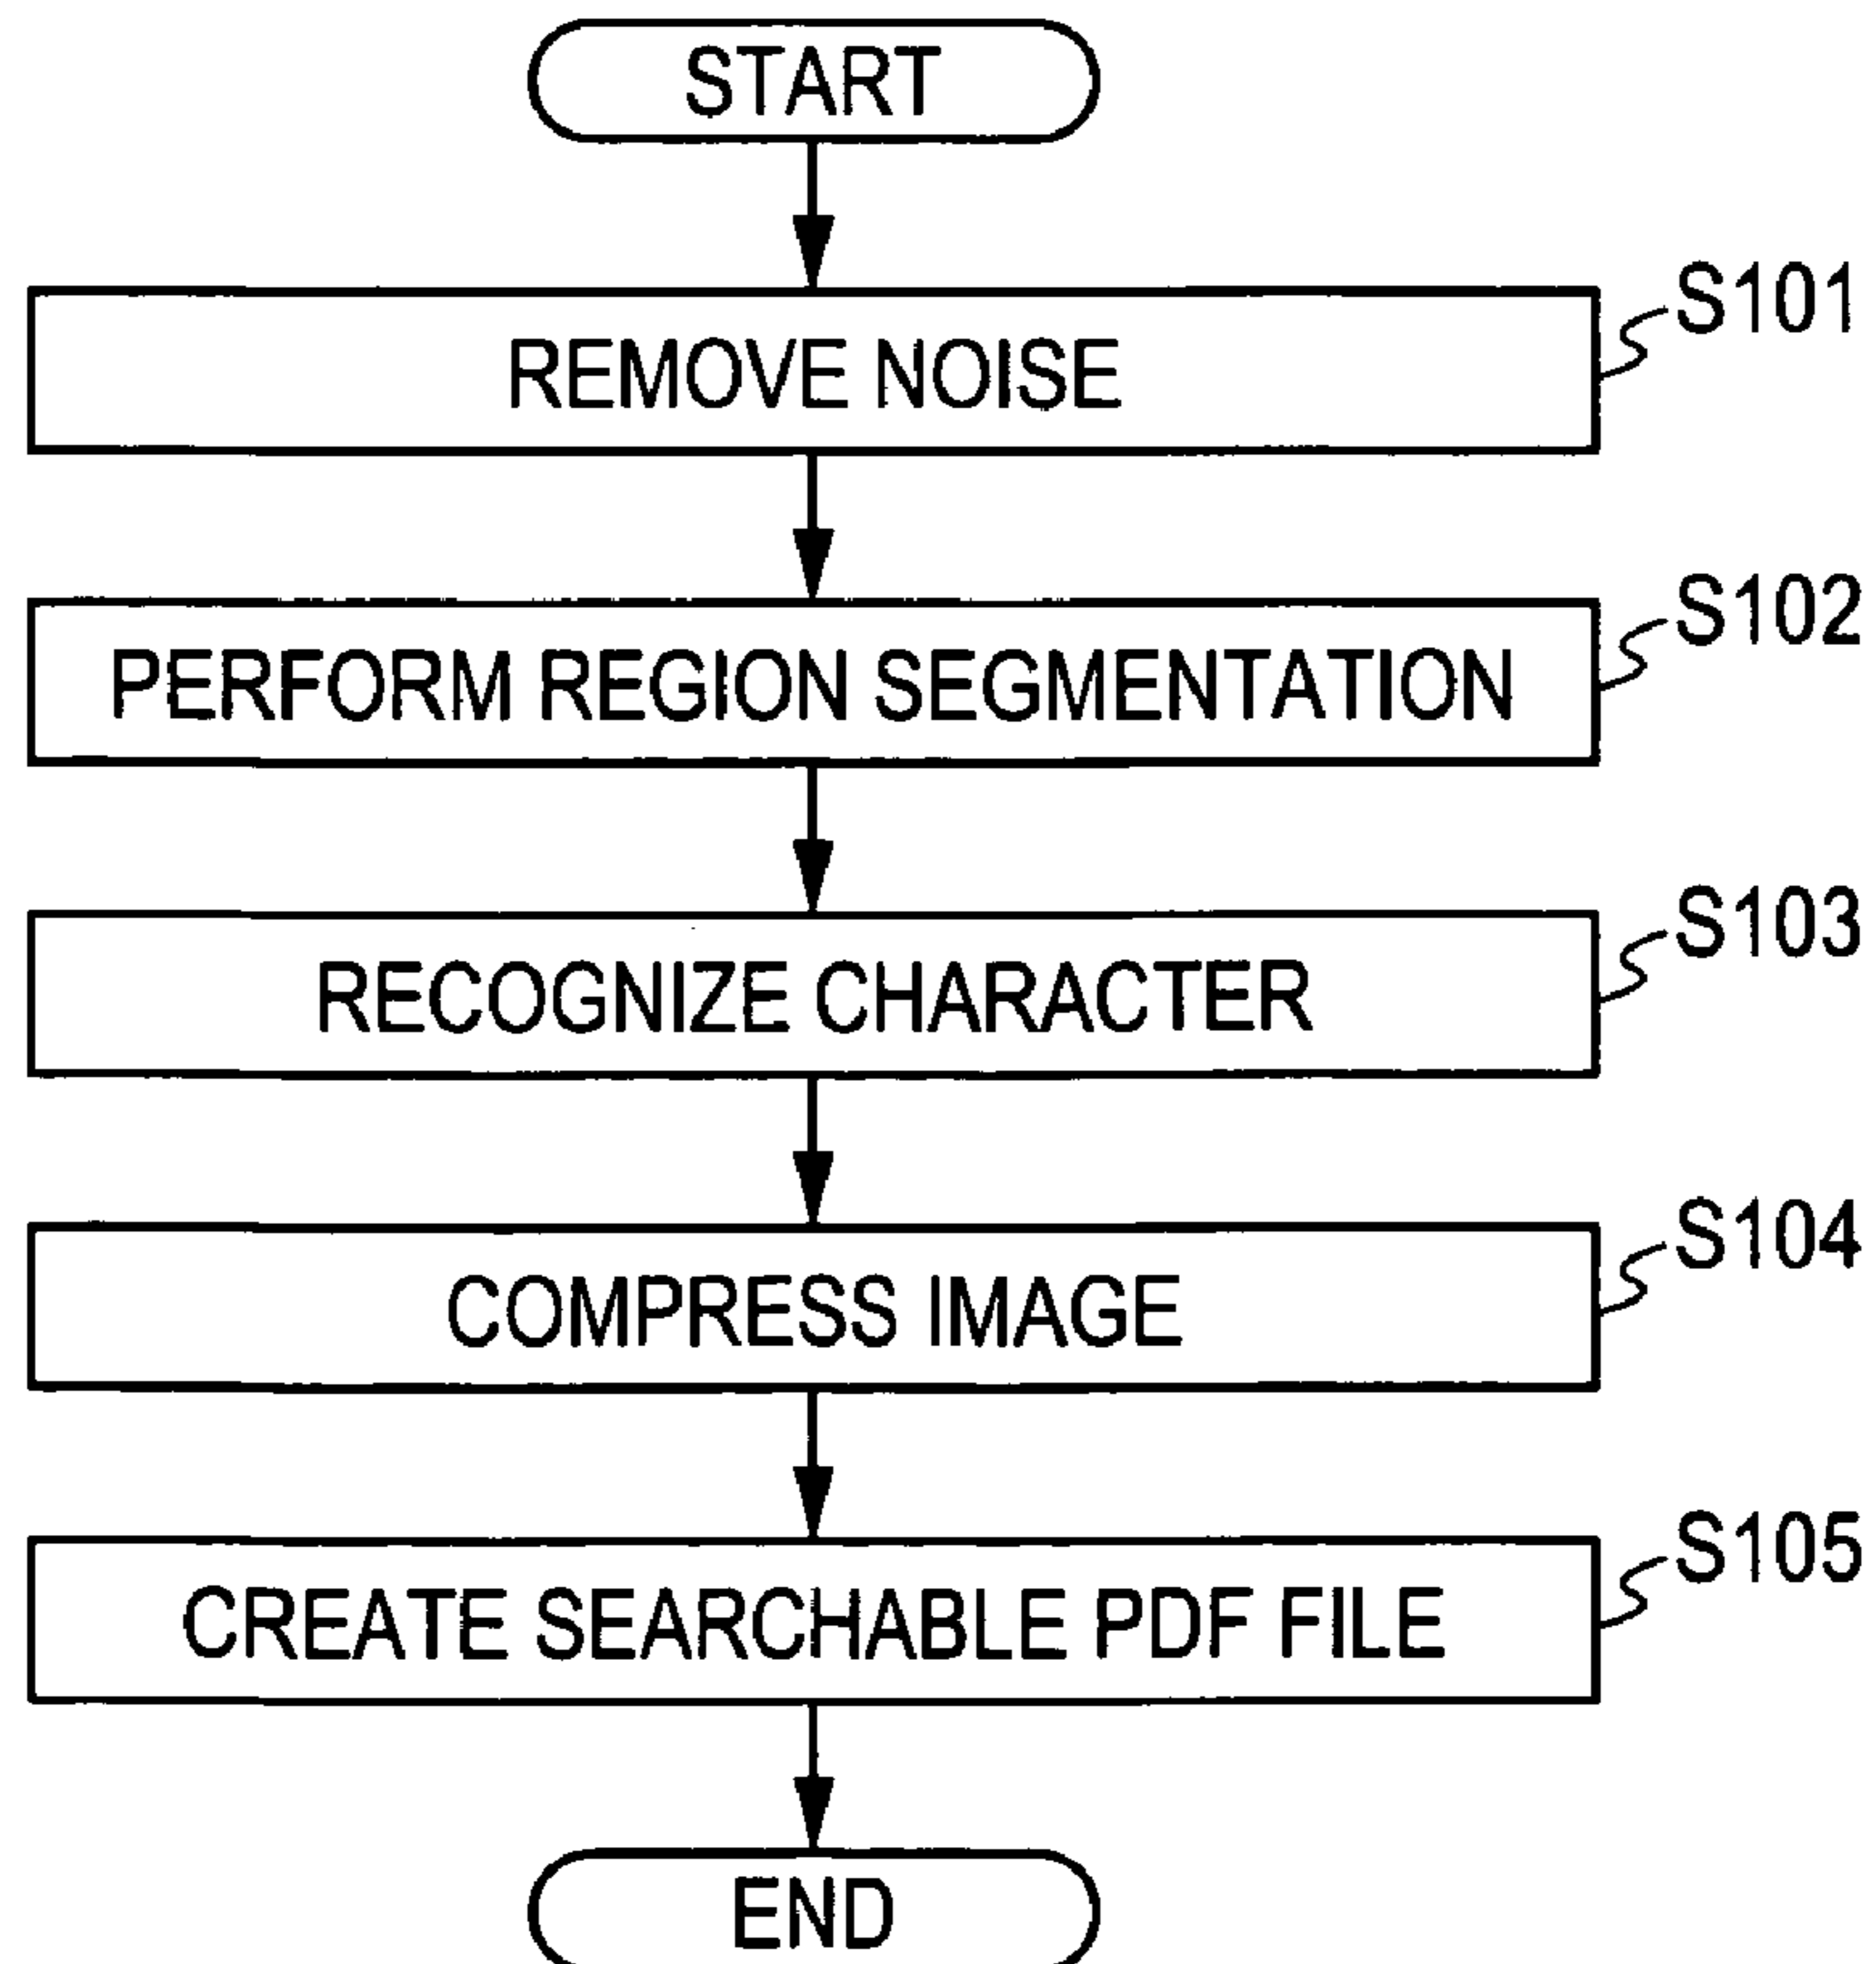 START
S101
REMOVE NOISE
S102
PERFORM REGION SEGMENTATION
S103
RECOGNIZE CHARACTER
S104
COMPRESS IMAGE
S105
CREATE SEARCHABLE PDF FILE
END